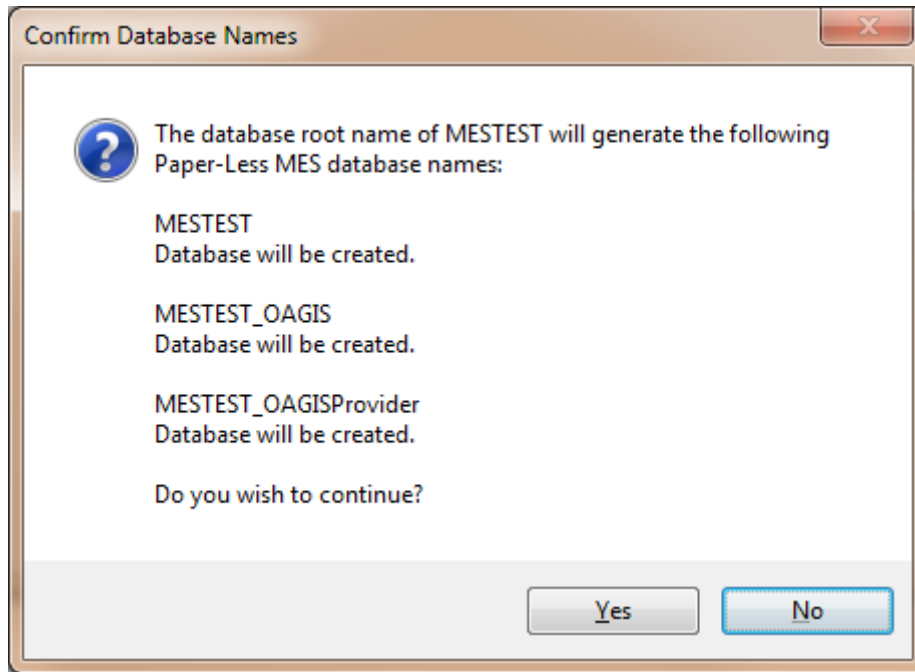 Confirm Database Names
The database root name of MESTEST will generate the following
Paper-Less MES database names:
MESTEST
Database will be created.
MESTEST_OAGIS
Database will be created.
MESTEST_OAGISProvider
Database will be created.
Do you wish to continue?
Yes
No